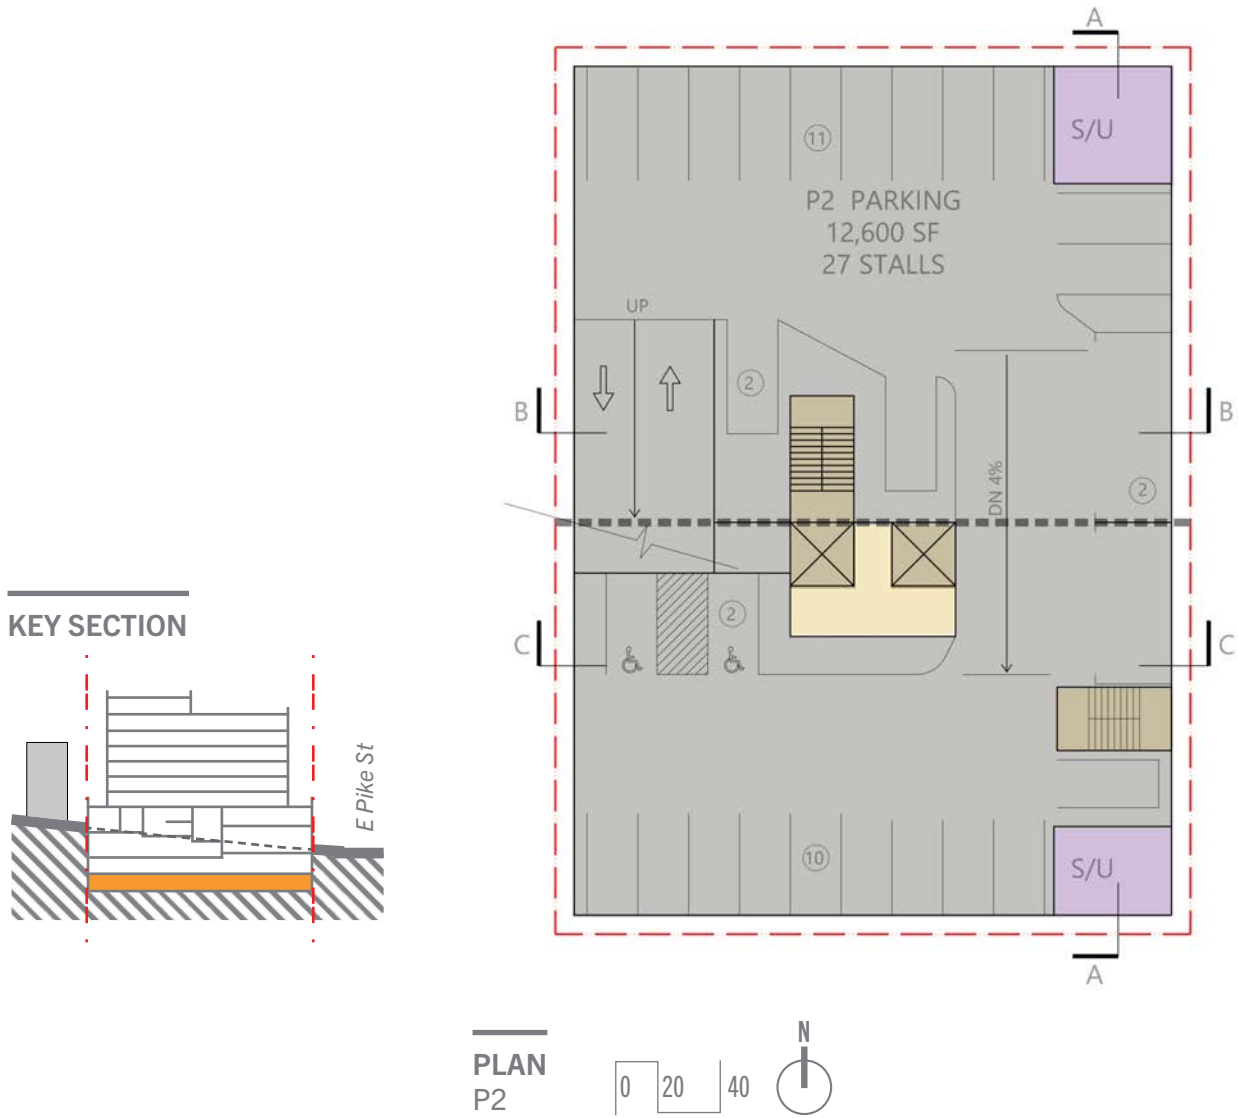 A
S/U
11
P2 PARKING
12,600 SF
27 STALLS
UP
2
B
B
DN 4%
2
2
C
C
KEY SECTION
E Pike St
10
S/U
A
PLAN
P2
0 20 40
N